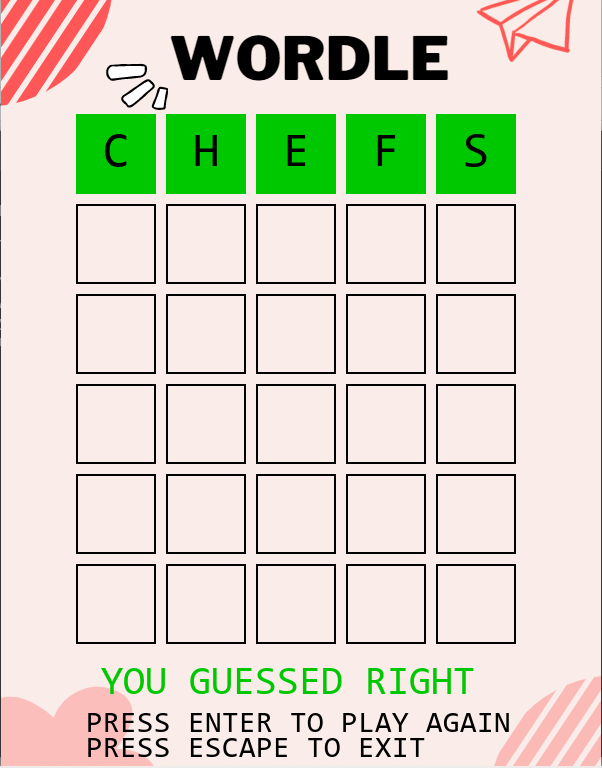 WORDLE
C H E F S
YOU GUESSED RIGHT
PRESS ENTER TO PLAY AGAIN
PRESS ESCAPE TO EXIT